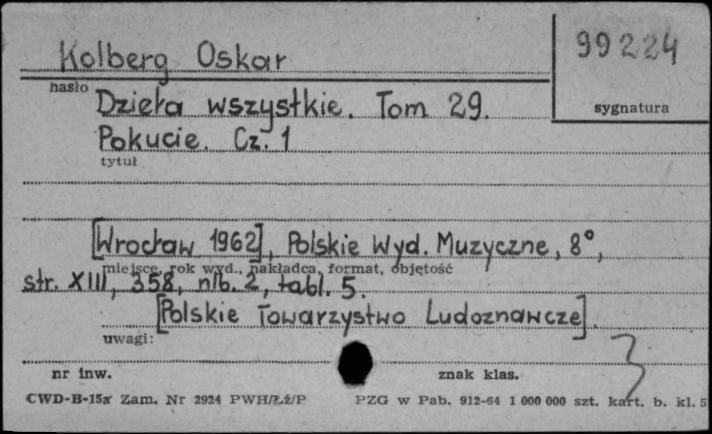 Kolberg Oskar
99224
hasło
sygnatura
Dzieła wszystkie. Tom 29.
Pokucie. Cz. 1
tytuł
[Wrocław 1962], Polskie Wyd. Muzyczne, 8°,
miejsce, rok wyd., nakładca, format, objętość
str. XIII, 358, nlb. 2, tabl. 5.
[Polskie Towarzystwo Ludoznawcze].
uwagi:
nr inw.
znak klas.
CWD-B-15x Zam. Nr 2924 PWH/Łź/P
PZG w Pab. 912-64 1 000 000 szt. kart. b. kl. 5